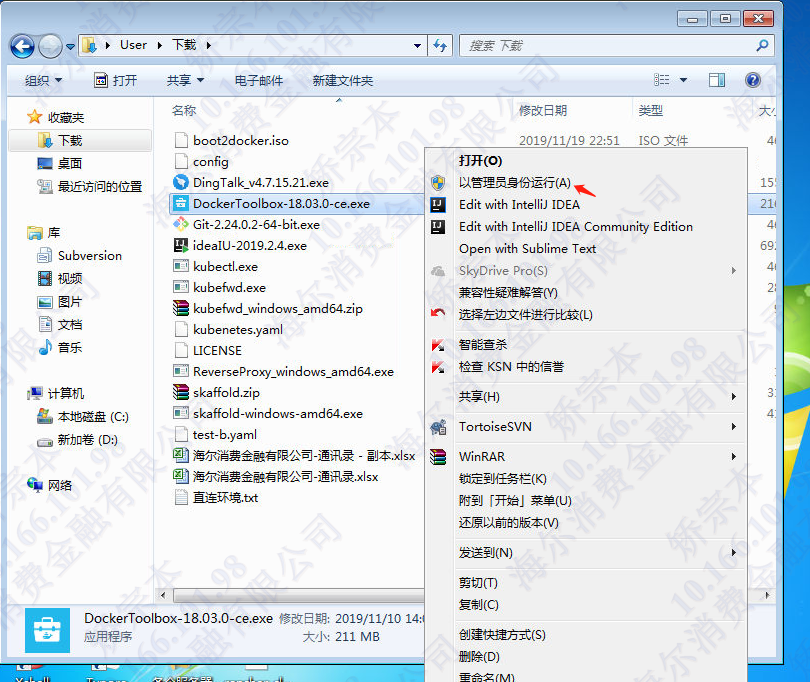 User
下载
搜索 下载
组织
打开
共享
电子邮件
新建文件夹
收藏夹
下载
桌面
最近访问的位置
库
Subversion
视频
图片
文档
音乐
计算机
本地磁盘 (C:)
新加卷 (D:)
网络
名称
修改日期
类型
boot2docker.iso
2019/11/19 22:51
ISO 文件
config
DingTalk_v4.7.15.21.exe
DockerToolbox-18.03.0-ce.exe
Git-2.24.0.2-64-bit.exe
ideaIU-2019.2.4.exe
kubectl.exe
kubefwd.exe
kubefwd_windows_amd64.zip
kubenetes.yaml
LICENSE
ReverseProxy_windows_amd64.exe
skaffold.zip
skaffold-windows-amd64.exe
test-b.yaml
海尔消费金融有限公司-通讯录 - 副本.xlsx
海尔消费金融有限公司-通讯录.xlsx
直连环境.txt
打开(O)
以管理员身份运行(A)
Edit with IntelliJ IDEA
Edit with IntelliJ IDEA Community Edition
Open with Sublime Text
SkyDrive Pro(S)
兼容性疑难解答(Y)
选择左边文件进行比较(L)
智能查杀
检查 KSN 中的信誉
共享(H)
TortoiseSVN
WinRAR
锁定到任务栏(K)
附到「开始」菜单(U)
还原以前的版本(V)
发送到(N)
剪切(T)
复制(C)
创建快捷方式(S)
删除(D)
重命名(M)
DockerToolbox-18.03.0-ce.exe
修改日期: 2019/11/10 14:0
应用程序
大小: 211 MB
海尔消费金融有限公司
10.166.101.98
矫宗本